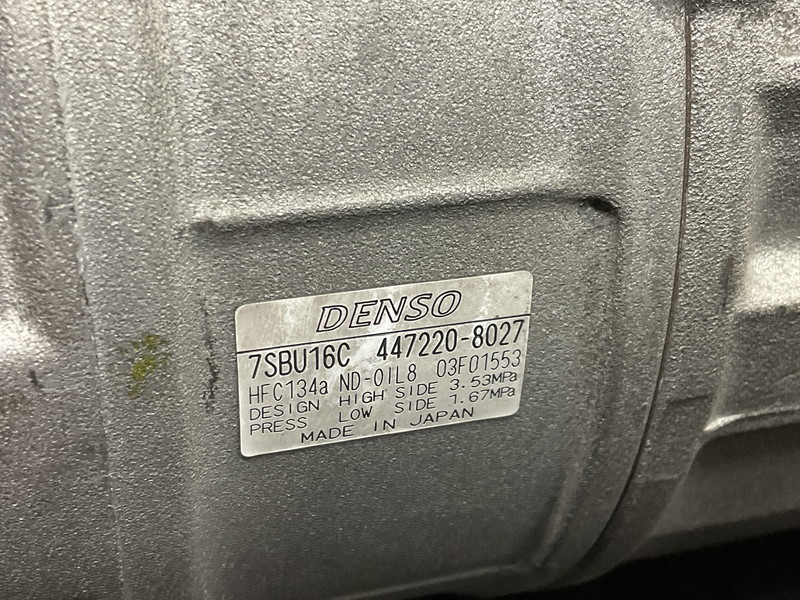 DENSO
7SBU16C 447220-8027
HFC134a ND-OIL8 03F01553
DESIGN HIGH SIDE 3.53MPa
PRESS LOW SIDE 1.67MPa
MADE IN JAPAN